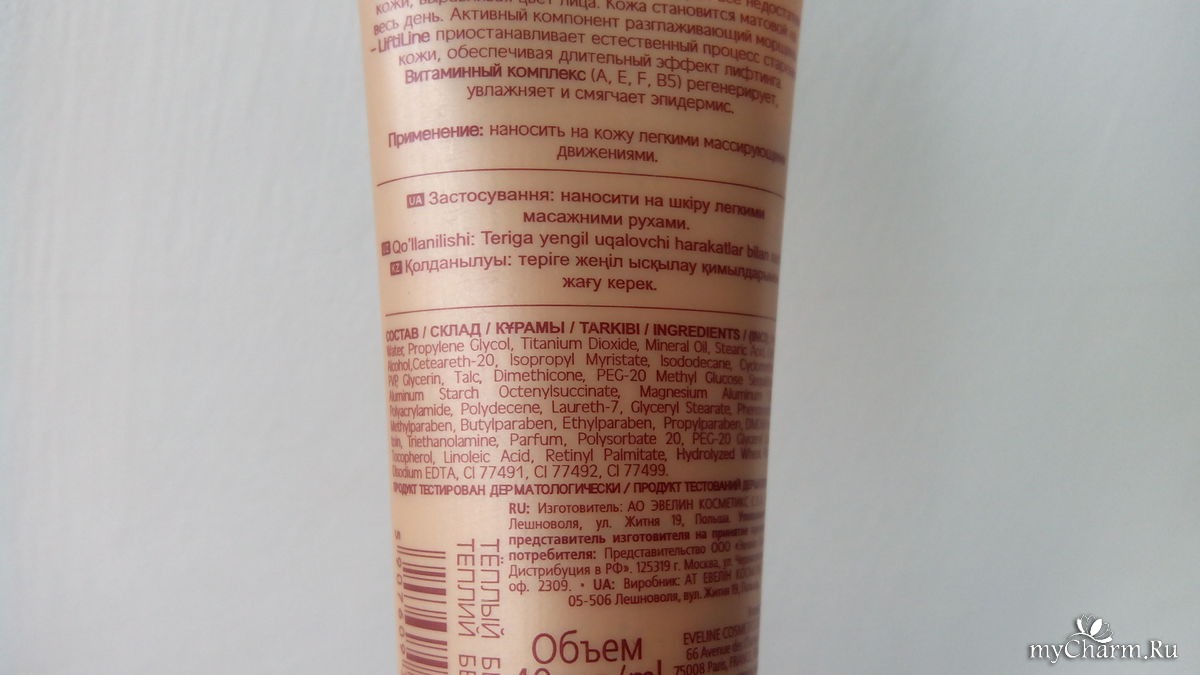 кожи, выравнивая цвет лица. Кожа становится матовой
весь день. Активный компонент разглаживающий
– LiftiLine приостанавливает естественный процесс
кожи, обеспечивая длительный эффект лифтинга.
Витаминный комплекс (A, E, F, B5) регенерирует,
увлажняет и смягчает эпидермис.
Применение: наносить на кожу легкими
движениями.
UA Застосування: наносити на шкіру легкими
масажними рухами.
Qo'llanilishi: Teriga yengil uqalovchi harakatlar bilan
KZ Қолданылуы: теріге жеңіл ысқылау
жағу керек.
СОСТАВ / СКЛАД / ҚҰРАМЫ / TARKIBI / INGREDIENTS /
Water, Propylene Glycol, Titanium Dioxide, Mineral Oil, Stearic Acid,
Alcohol,Ceteareth-20, Isopropyl Myristate, Isododecane,
PVP, Glycerin, Talc, Dimethicone, PEG-20 Methyl Glucose
Aluminum Starch Octenylsuccinate, Magnesium Aluminum
Polyacrylamide, Polydecene, Laureth-7, Glyceryl Stearate,
Methylparaben, Butylparaben, Ethylparaben, Propylparaben,
Triethanolamine, Parfum, Polysorbate 20, PEG-20
Tocopherol, Linoleic Acid, Retinyl Palmitate, Hydrolyzed
Disodium EDTA, CI 77491, CI 77492, CI 77499.
ПРОДУКТ ТЕСТИРОВАН ДЕРМАТОЛОГИЧЕСКИ / ПРОДУКТ ТЕСТОВАНИЙ
RU: Изготовитель: АО ЭВЕЛИН КОСМЕТИКС
Лешноволя, ул. Житня 19, Польша.
представитель изготовителя на принятие
потребителя: Представительство ООО
Дистрибуция в РФ». 125319 г. Москва, ул.
оф. 2309. • UA: Виробник: АТ ЕВЕЛІН
05-506 Лешноволя, вул. Житня 19,
ТЁПЛЫЙ
ТЕПЛИЙ
5 90760
Объем
EVELINE
66 Avenue des
75008 Paris,
myCharm.Ru